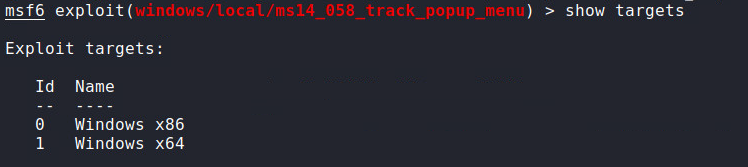 msf6 exploit(windows/local/ms14_058_track_popup_menu) > show targets
Exploit targets:
Id Name
-- ----
0 Windows x86
1 Windows x64